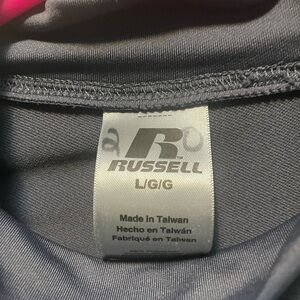 20
RUSSELL
L/G/G
Made in Taiwan
Hecho en Taiwán
Fabriqué en Taiwan